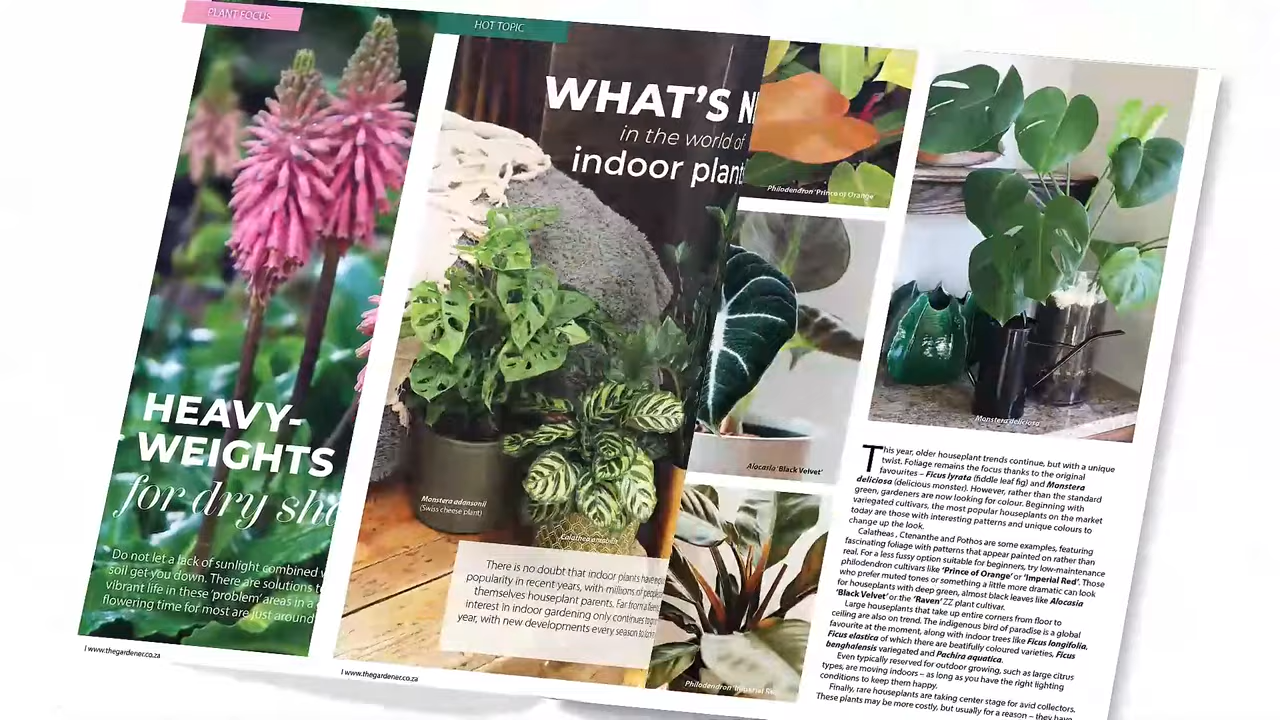 PLANT FOCUS
HEAVY-
WEIGHTS
for dry
Do not let a lack of sunlight combined
soil get you down. There are solutions
vibrant life in these 'problem' areas in a
flowering time for most are just around
I www.thegardener.co.za
HOT TOPIC
WHAT'S
in the world of
indoor plants
Monstera adansonii
(Swiss cheese plant)
Calathea
There is no doubt that indoor plants have
popularity in recent years, with millions of people
themselves houseplant parents. Far from a
interest in indoor gardening only continues to
year, with new developments every season to
I www.thegardener.co.za
Philodendron 'Prince of Orange'
Alocasia 'Black Velvet'
Philodendron 'Imperial Red'
Monstera deliciosa
This year, older houseplant trends continue, but with a unique
twist. Foliage remains the focus thanks to the original
favourites – Ficus lyrata (fiddle leaf fig) and Monstera
deliciosa (delicious monster). However, rather than the standard
green, gardeners are now looking for colour. Beginning with
variegated cultivars, the most popular houseplants on the market
today are those with interesting patterns and unique colours to
change up the look.
Calatheas, Ctenanthe and Pothos are some examples, featuring
fascinating foliage with patterns that appear painted on rather than
real. For a less fussy option suitable for beginners, try low-maintenance
philodendron cultivars like 'Prince of Orange' or 'Imperial Red'. Those
who prefer muted tones or something a little more dramatic can look
for houseplants with deep green, almost black leaves like Alocasia
'Black Velvet' or the 'Raven' ZZ plant cultivar.
Large houseplants that take up entire corners from floor to
ceiling are also on trend. The indigenous bird of paradise is a global
favourite at the moment, along with indoor trees like Ficus longifolia,
Ficus elastica of which there are beatifully coloured varieties, Ficus
benghalensis variegated and Pachira aquatica.
Even typically reserved for outdoor growing, such as large citrus
types, are moving indoors – as long as you have the right lighting
conditions to keep them happy.
Finally, rare houseplants are taking center stage for avid collectors.
These plants may be more costly, but usually for a reason – they have